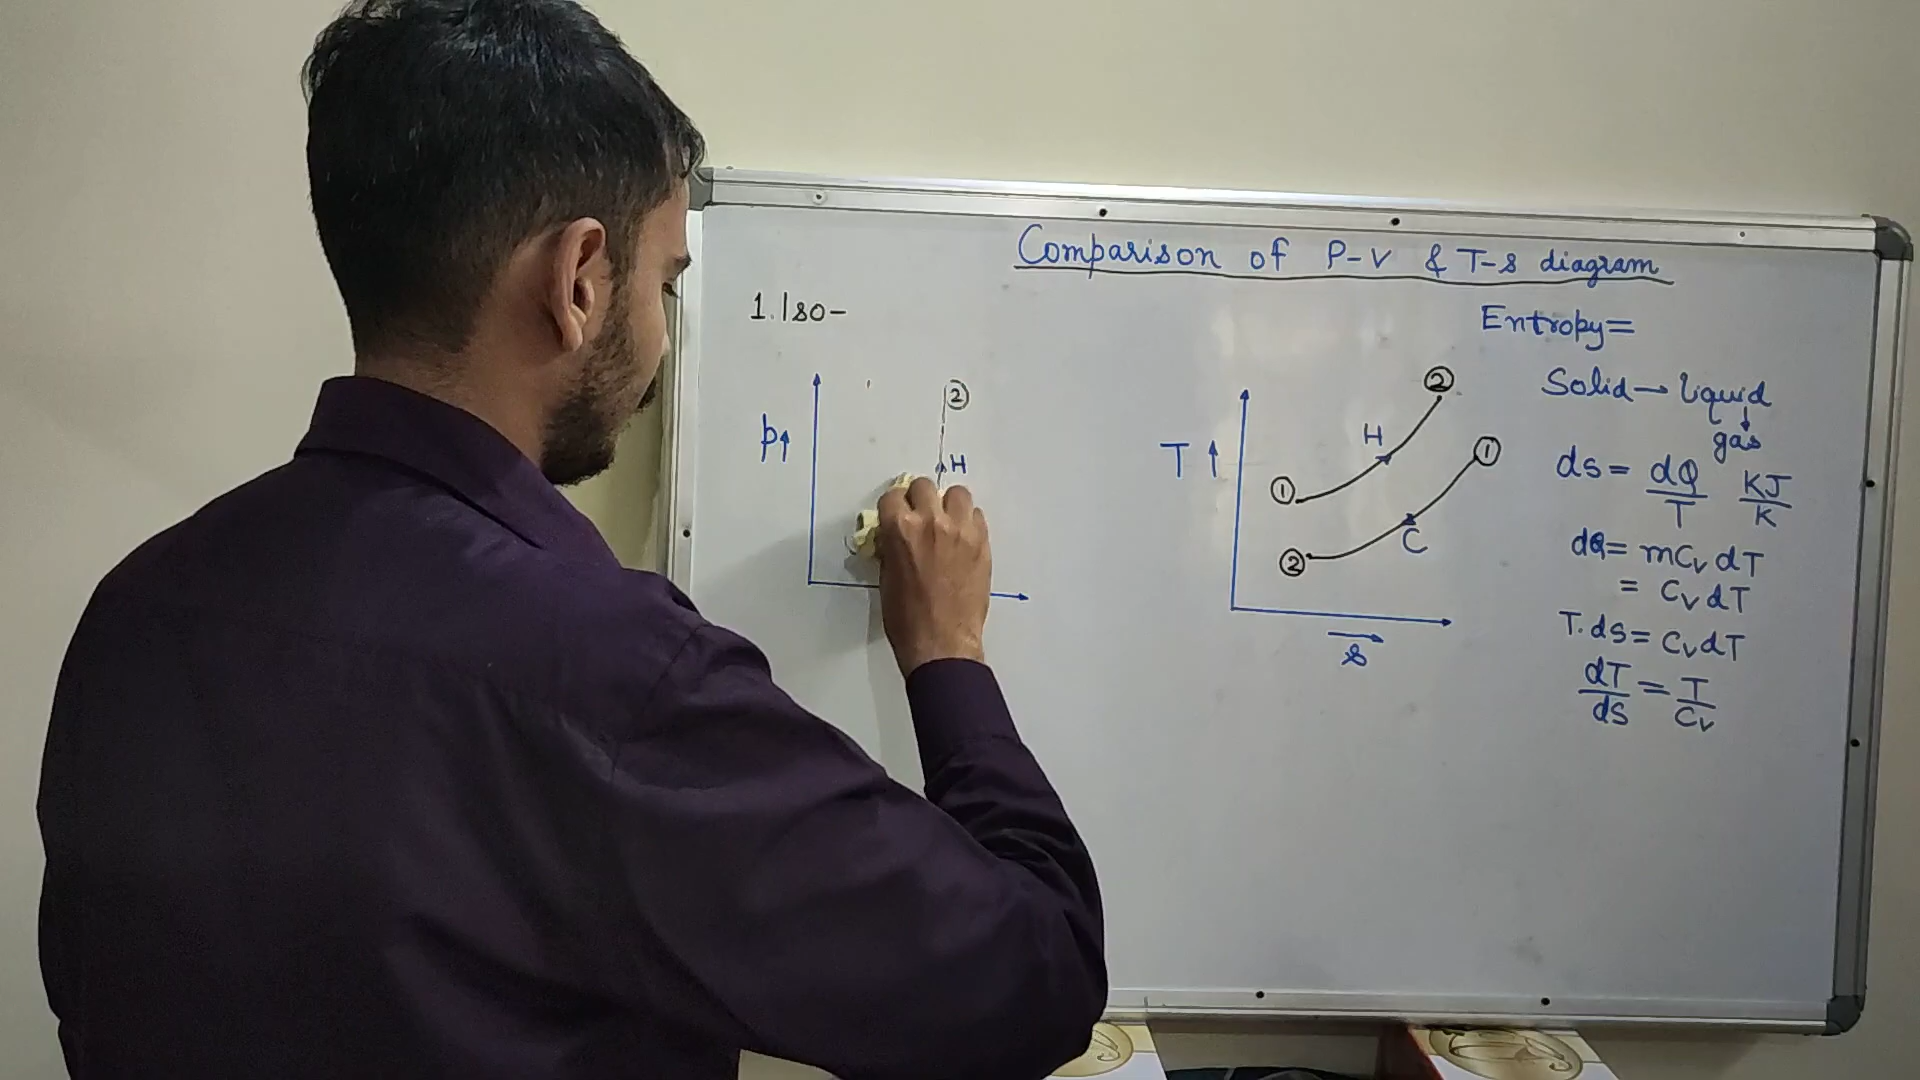 Comparison of P-V & T-s diagram
1. Iso-
Entropy=
Solid → liquid
↓
gas
p↑
②
H
T ↑
①
H
②
②
C
①
s
ds = dQ/T KJ/K
dQ = mCv dT
= Cv dT
T.ds = Cv dT
dT/ds = T/Cv